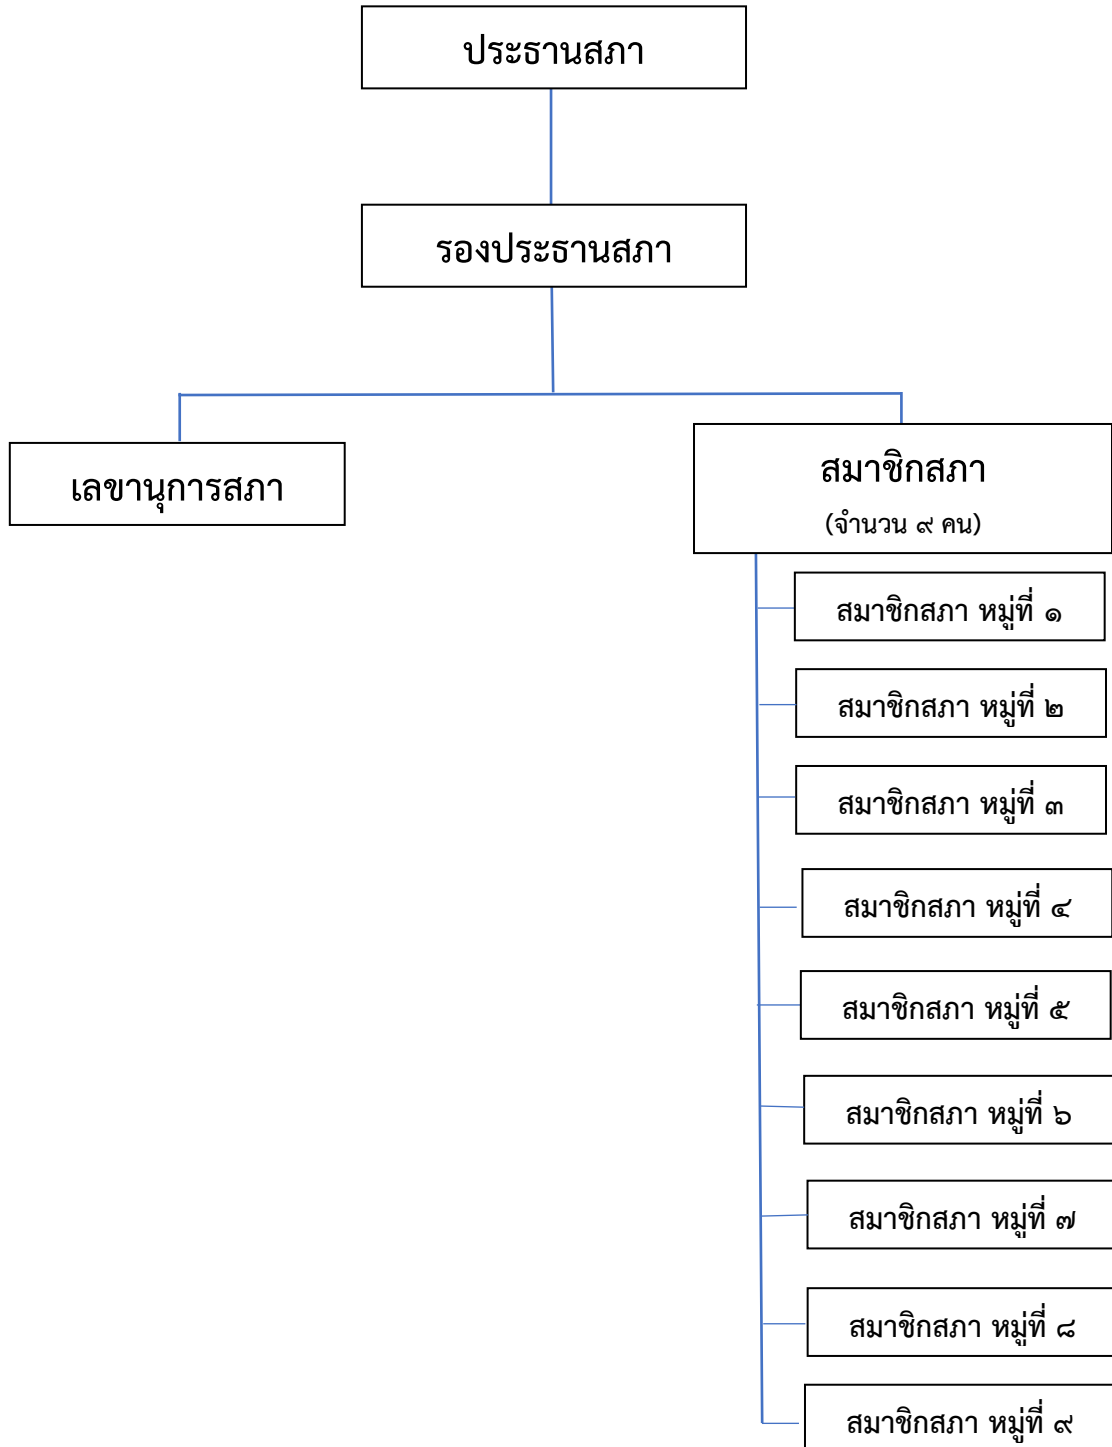 ประธานสภา
รองประธานสภา
เลขานุการสภา
สมาชิกสภา
(จำนวน ๙ คน)
สมาชิกสภา หมู่ที่ ๑
สมาชิกสภา หมู่ที่ ๒
สมาชิกสภา หมู่ที่ ๓
สมาชิกสภา หมู่ที่ ๔
สมาชิกสภา หมู่ที่ ๕
สมาชิกสภา หมู่ที่ ๖
สมาชิกสภา หมู่ที่ ๗
สมาชิกสภา หมู่ที่ ๘
สมาชิกสภา หมู่ที่ ๙